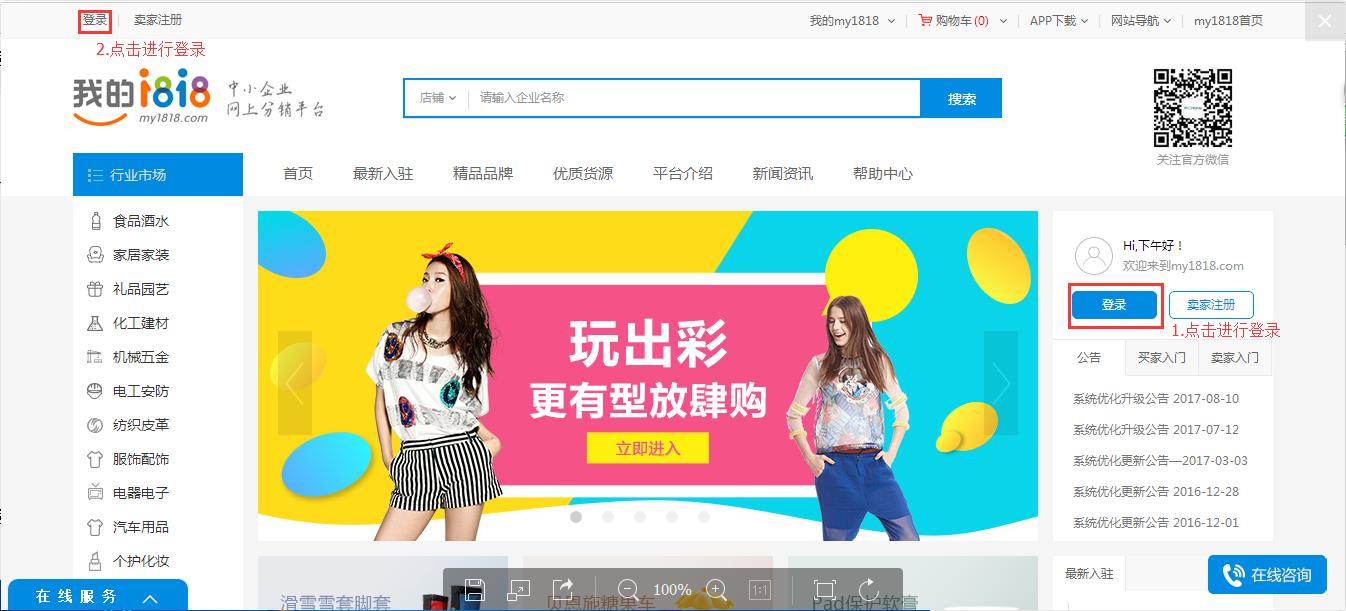 登录 卖家注册 我的my1818 购物车(0) APP下载 网站导航 my1818首页
2.点击进行登录
我的1818 中小企业
my1818.com 网上分销平台
店铺 请输入企业名称 搜索
关注官方微信
行业市场 首页 最新入驻 精品品牌 优质货源 平台介绍 新闻资讯 帮助中心
食品酒水
家居家装
礼品园艺
化工建材
机械五金
电工安防
纺织皮革
服饰配饰
电器电子
汽车用品
个护化妆
玩出彩
更有型放肆购
立即进入
Hi,下午好！
欢迎来到my1818.com
登录 卖家注册
1.点击进行登录
公告 买家入门 卖家入门
系统优化升级公告 2017-08-10
系统优化升级公告 2017-07-12
系统优化更新公告—2017-03-03
系统优化更新公告 2016-12-28
系统优化更新公告 2016-12-01
最新入驻
在线咨询
在线服务
100% 1:1
滑雪雪套脚套 贝恩施糖果车 Pad保护软膏